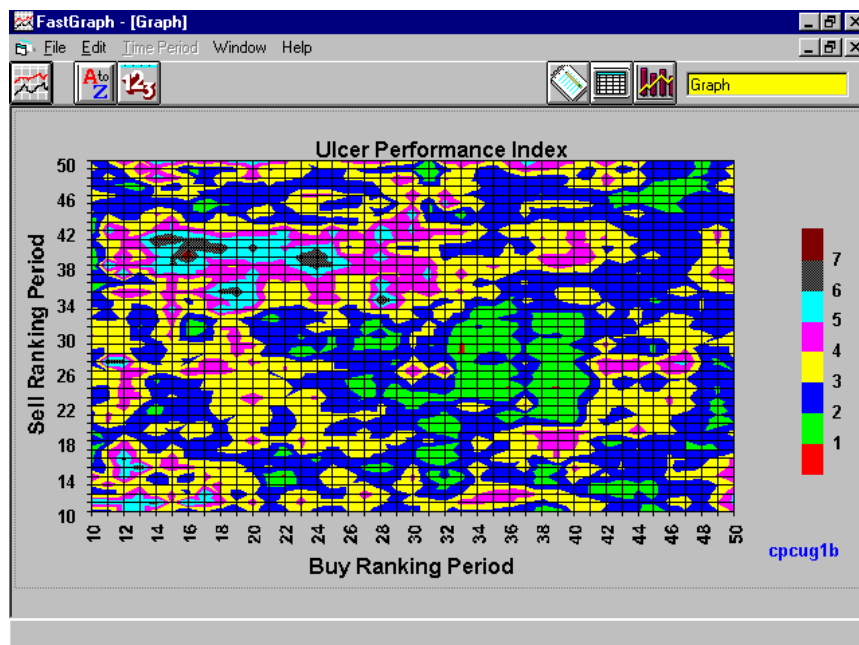 FastGraph - [Graph]
File Edit Time Period Window Help
A to Z 123 Graph
Ulcer Performance Index
50
46
42
38
34
30
26
22
18
14
10
Sell Ranking Period
7
6
5
4
3
2
1
10 12 14 16 18 20 22 24 26 28 30 32 34 36 38 40 42 44 46 48 50
Buy Ranking Period
cpcug1b